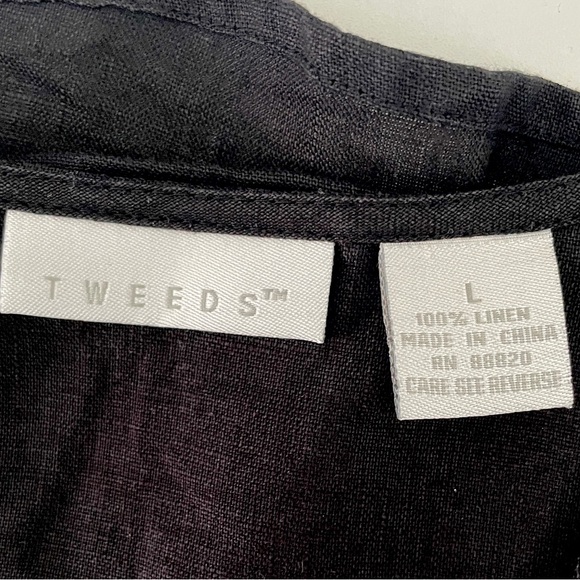 TWEEDS™
L
100% LINEN
MADE IN CHINA
RN 88820
CARE SEE REVERSE